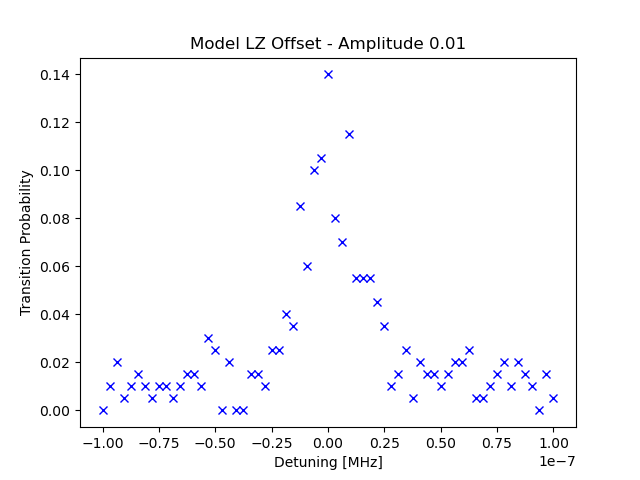 Model LZ Offset - Amplitude 0.01
Transition Probability
0.14
0.12
0.10
0.08
0.06
0.04
0.02
0.00
−1.00 −0.75 −0.50 −0.25 0.00 0.25 0.50 0.75 1.00
1e−7
Detuning [MHz]